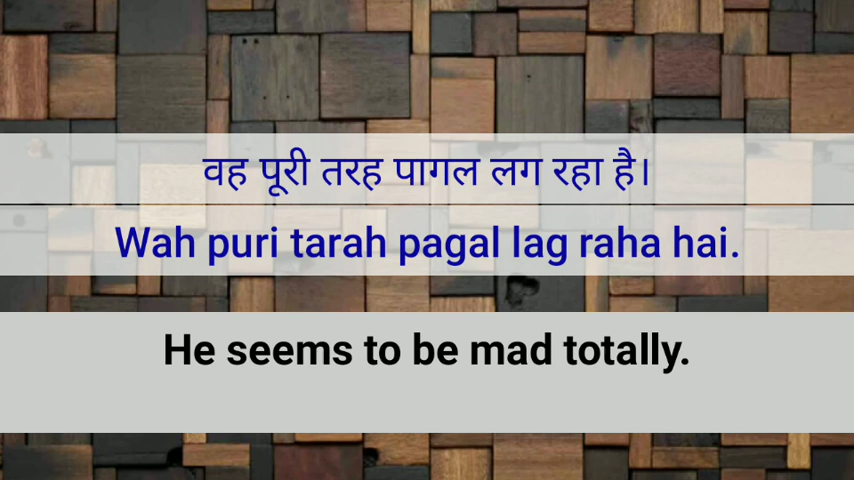 वह पूरी तरह पागल लग रहा है।
Wah puri tarah pagal lag raha hai.
He seems to be mad totally.